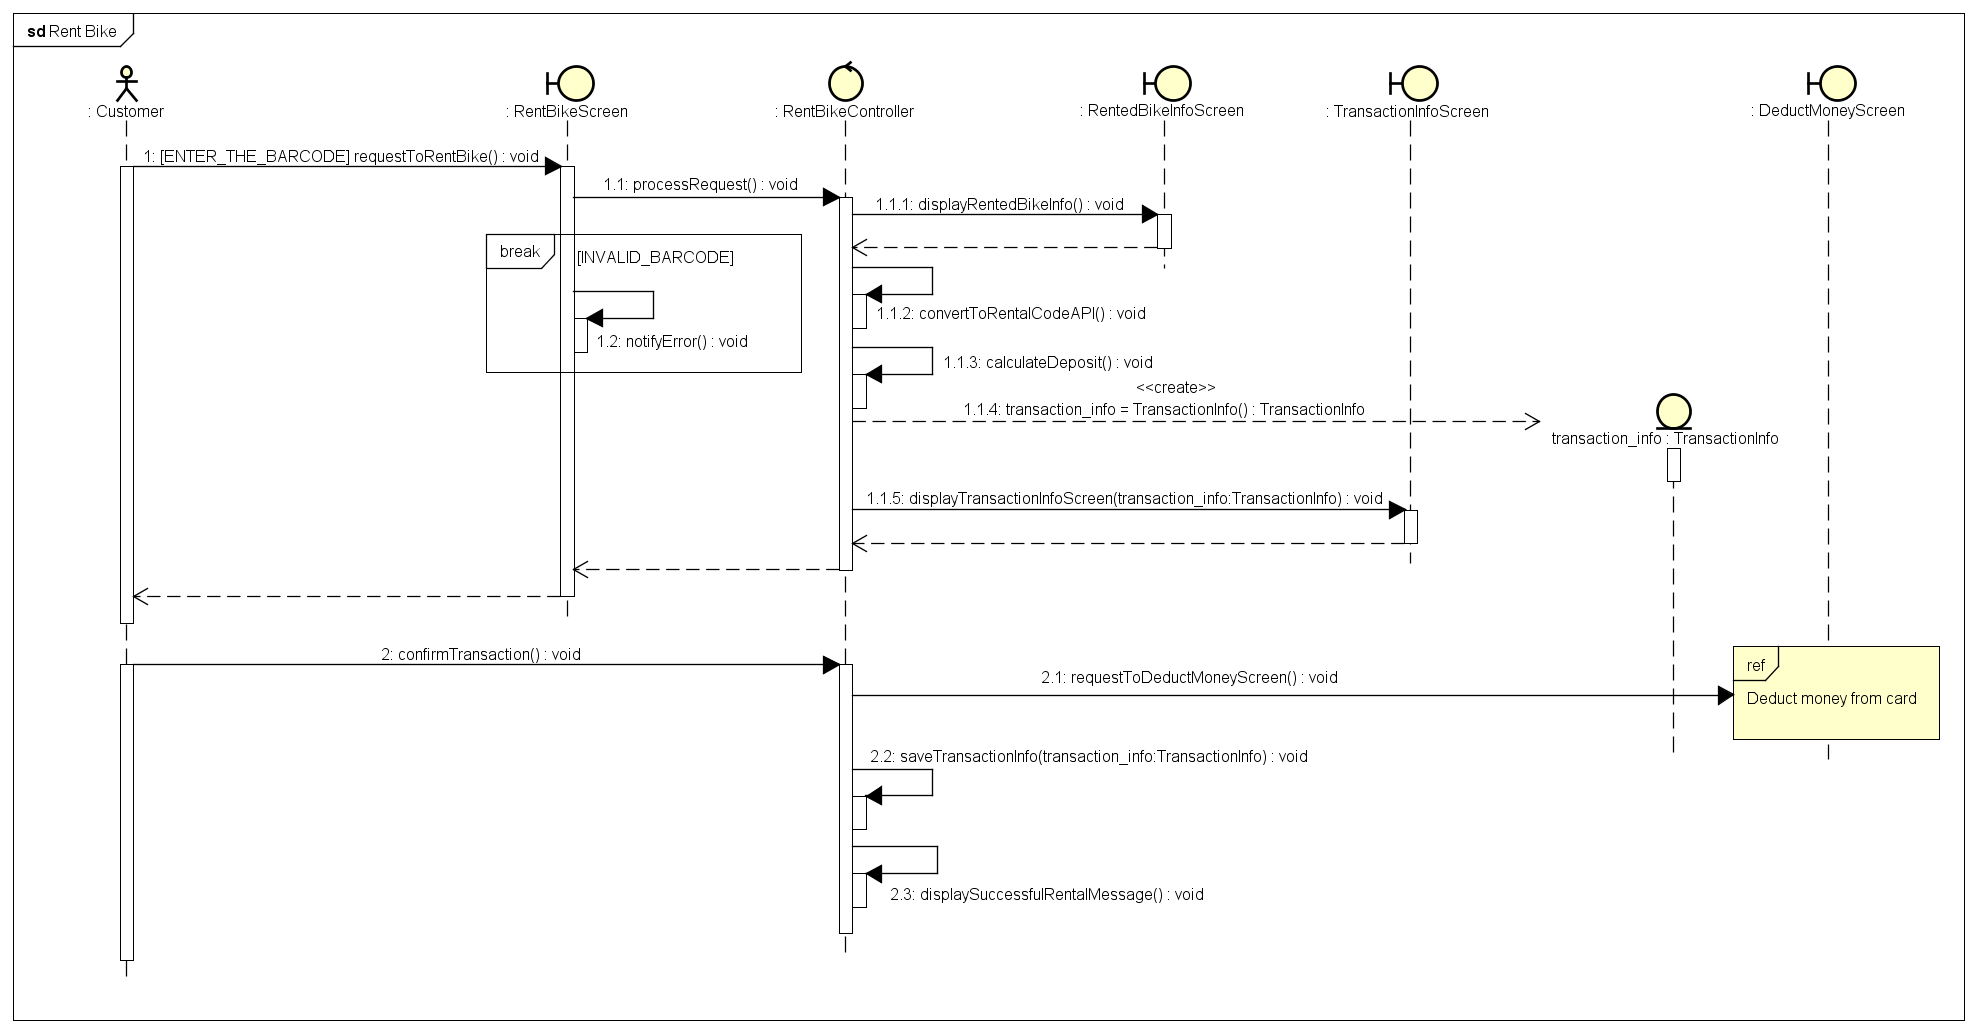 sd Rent Bike
: Customer
: RentBikeScreen
: RentBikeController
: RentedBikeInfoScreen
: TransactionInfoScreen
: DeductMoneyScreen
1: [ENTER_THE_BARCODE] requestToRentBike() : void
1.1: processRequest() : void
1.1.1: displayRentedBikeInfo() : void
break
[INVALID_BARCODE]
1.1.2: convertToRentalCodeAPI() : void
1.2: notifyError() : void
1.1.3: calculateDeposit() : void
<<create>>
1.1.4: transaction_info = TransactionInfo() : TransactionInfo
transaction_info : TransactionInfo
1.1.5: displayTransactionInfoScreen(transaction_info:TransactionInfo) : void
2: confirmTransaction() : void
ref
2.1: requestToDeductMoneyScreen() : void
Deduct money from card
2.2: saveTransactionInfo(transaction_info:TransactionInfo) : void
2.3: displaySuccessfulRentalMessage() : void